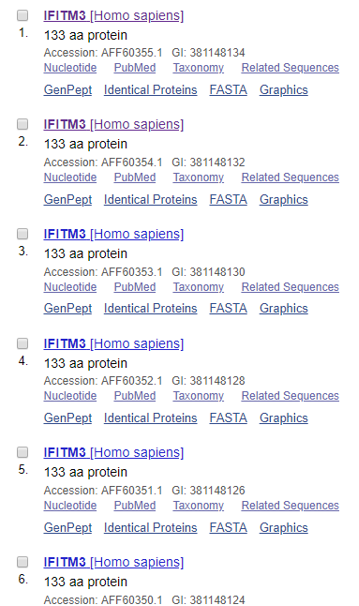 IFITM3 [Homo sapiens]
1. 133 aa protein
Accession: AFF60355.1 GI: 381148134
Nucleotide PubMed Taxonomy Related Sequences
GenPept Identical Proteins FASTA Graphics
IFITM3 [Homo sapiens]
2. 133 aa protein
Accession: AFF60354.1 GI: 381148132
Nucleotide PubMed Taxonomy Related Sequences
GenPept Identical Proteins FASTA Graphics
IFITM3 [Homo sapiens]
3. 133 aa protein
Accession: AFF60353.1 GI: 381148130
Nucleotide PubMed Taxonomy Related Sequences
GenPept Identical Proteins FASTA Graphics
IFITM3 [Homo sapiens]
4. 133 aa protein
Accession: AFF60352.1 GI: 381148128
Nucleotide PubMed Taxonomy Related Sequences
GenPept Identical Proteins FASTA Graphics
IFITM3 [Homo sapiens]
5. 133 aa protein
Accession: AFF60351.1 GI: 381148126
Nucleotide PubMed Taxonomy Related Sequences
GenPept Identical Proteins FASTA Graphics
IFITM3 [Homo sapiens]
6. 133 aa protein
Accession: AFF60350.1 GI: 381148124